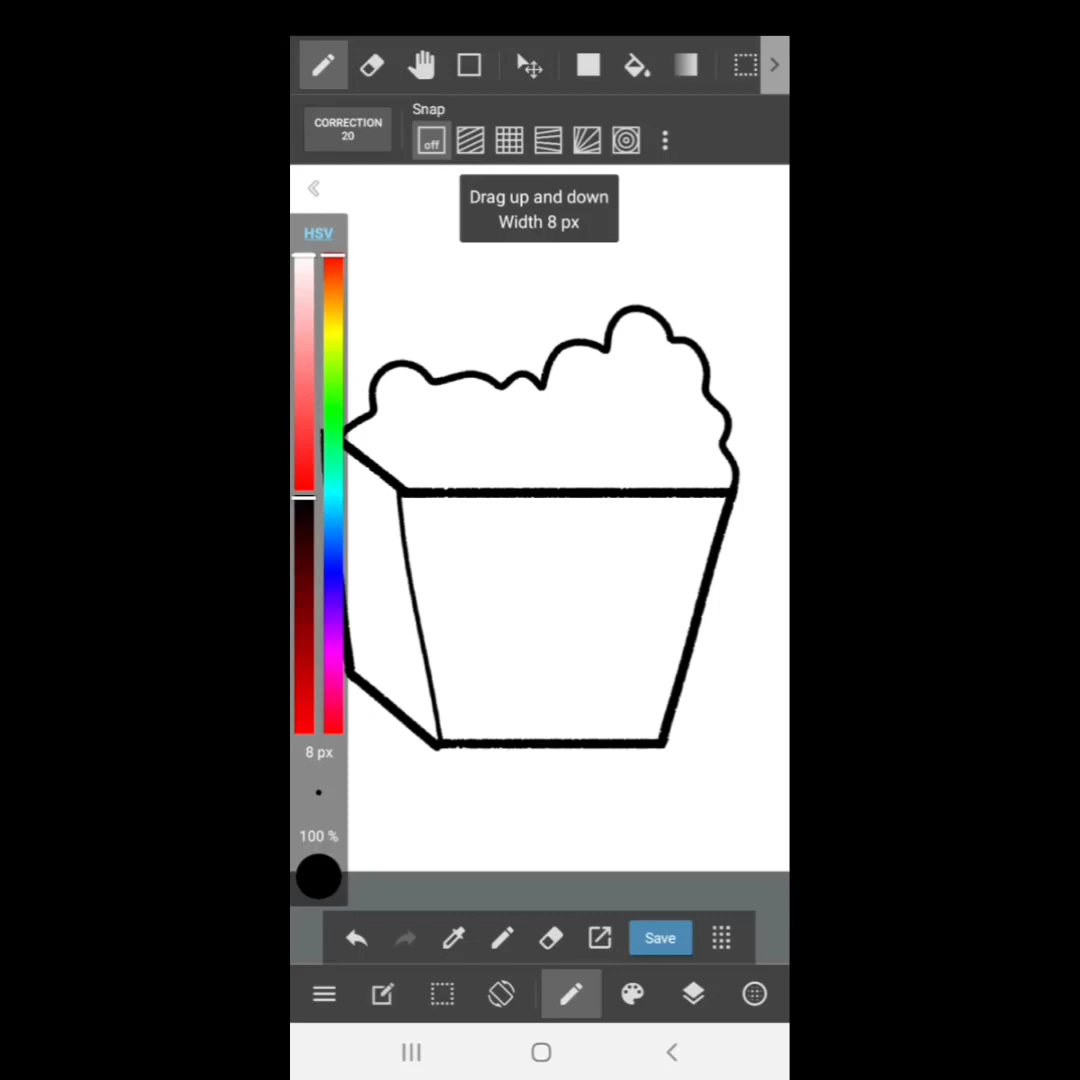 CORRECTION
20
Snap
off
Drag up and down
Width 8 px
HSV
8 px
100 %
Save